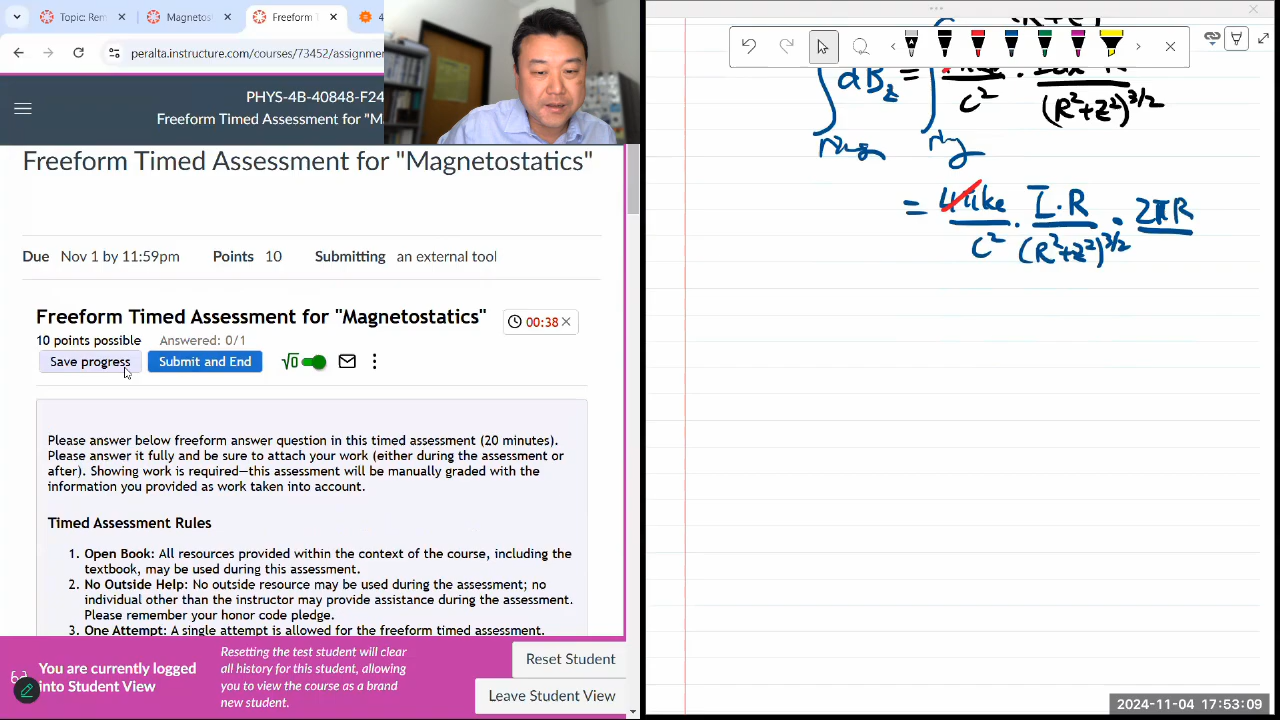 Topic: Rem
Magnetos
Freeform T
peralta.instructure.com/courses/73452/assignme
PHYS-4B-40848-F24
Freeform Timed Assessment for "M
Freeform Timed Assessment for "Magnetostatics"
Due Nov 1 by 11:59pm Points 10 Submitting an external tool
Freeform Timed Assessment for "Magnetostatics"
00:38
10 points possible Answered: 0/1
Save progress
Submit and End
√0
Please answer below freeform answer question in this timed assessment (20 minutes).
Please answer it fully and be sure to attach your work (either during the assessment or
after). Showing work is required—this assessment will be manually graded with the
information you provided as work taken into account.
Timed Assessment Rules
1. Open Book: All resources provided within the context of the course, including the
textbook, may be used during this assessment.
2. No Outside Help: No outside resource may be used during the assessment; no
individual other than the instructor may provide assistance during the assessment.
Please remember your honor code pledge.
3. One Attempt: A single attempt is allowed for the freeform timed assessment.
You are currently logged
into Student View
Resetting the test student will clear
all history for this student, allowing
you to view the course as a brand
new student.
Reset Student
Leave Student View
∫ dB_z = ∫
C² · (R²+Z²)^3/2
ring
= 4πke I·R · 2πR
C² (R²+Z²)^3/2
2024-11-04 17:53:09